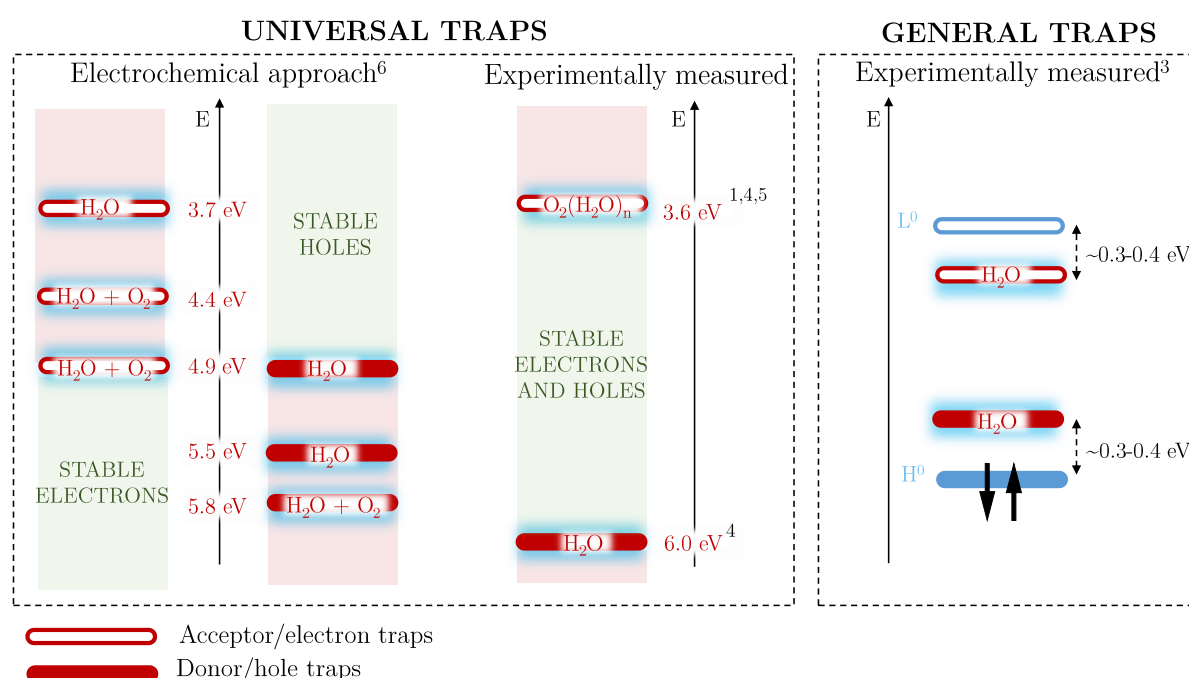 UNIVERSAL TRAPS
Electrochemical approach⁶
E
H₂O
3.7 eV
H₂O + O₂
4.4 eV
H₂O + O₂
4.9 eV
STABLE
ELECTRONS
STABLE
HOLES
H₂O
H₂O
5.5 eV
H₂O + O₂
5.8 eV
Experimentally measured
E
O₂(H₂O)ₙ
3.6 eV 1,4,5
STABLE
ELECTRONS
AND HOLES
H₂O
6.0 eV 4
GENERAL TRAPS
Experimentally measured³
E
L⁰
~0.3-0.4 eV
H₂O
H₂O
~0.3-0.4 eV
H⁰
Acceptor/electron traps
Donor/hole traps